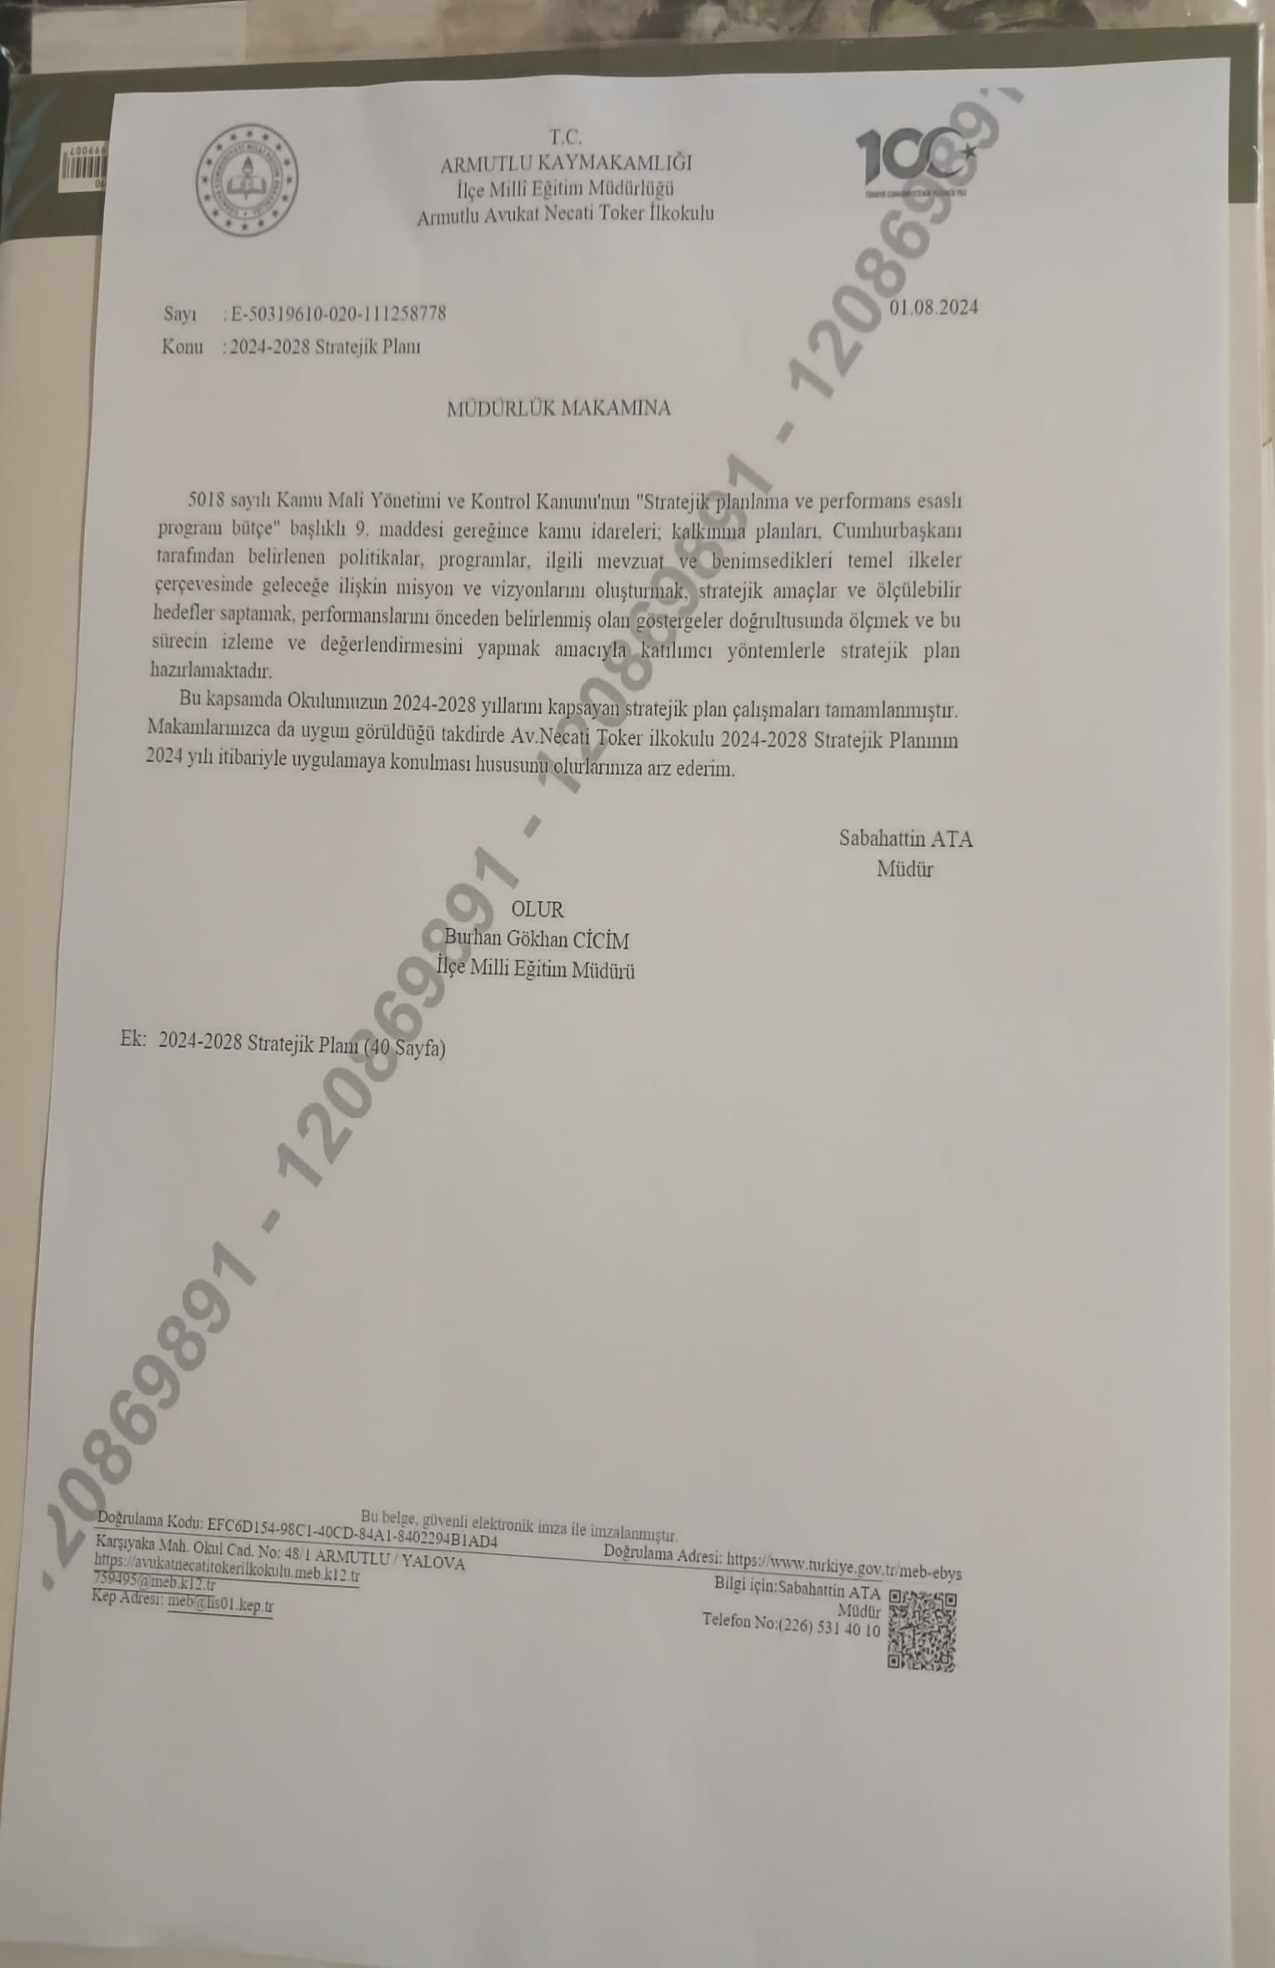 T.C.
ARMUTLU KAYMAKAMLIĞI
İlçe Millî Eğitim Müdürlüğü
Armutlu Avukat Necati Toker İlkokulu
100
Sayı : E-50319610-020-111258778
01.08.2024
Konu : 2024-2028 Stratejik Planı
MÜDÜRLÜK MAKAMINA
5018 sayılı Kamu Malî Yönetimi ve Kontrol Kanunu'nun "Stratejik planlama ve performans esaslı
program bütçe" başlıklı 9. maddesi gereğince kamu idareleri; kalkınma planları, Cumhurbaşkanı
tarafından belirlenen politikalar, programlar, ilgili mevzuat ve benimsedikleri temel ilkeler
çerçevesinde geleceğe ilişkin misyon ve vizyonlarını oluşturmak, stratejik amaçlar ve ölçülebilir
hedefler saptamak, performanslarını önceden belirlenmiş olan göstergeler doğrultusunda ölçmek ve bu
sürecin izleme ve değerlendirmesini yapmak amacıyla katılımcı yöntemlerle stratejik plan
hazırlamaktadır.
Bu kapsamda Okulumuzun 2024-2028 yıllarını kapsayan stratejik plan çalışmaları tamamlanmıştır.
Makamlarınızca da uygun görüldüğü takdirde Av.Necati Toker ilkokulu 2024-2028 Stratejik Planının
2024 yılı itibariyle uygulamaya konulması hususunu olurlarınıza arz ederim.
Sabahattin ATA
Müdür
OLUR
Burhan Gökhan CİCİM
İlçe Milli Eğitim Müdürü
Ek: 2024-2028 Stratejik Planı (40 Sayfa)
120869891 - 120869891 - 120869891 - 120869891
Bu belge, güvenli elektronik imza ile imzalanmıştır.
Doğrulama Kodu: EFC6D154-98C1-40CD-84A1-8402294B1AD4
Doğrulama Adresi: https://www.turkiye.gov.tr/meb-ebys
Karşıyaka Mah. Okul Cad. No: 48/1 ARMUTLU / YALOVA
https://avukatnecatitokerilkokulu.meb.k12.tr
759495@meb.k12.tr
Kep Adresi: meb@hs01.kep.tr
Bilgi için:Sabahattin ATA
Müdür
Telefon No:(226) 531 40 10